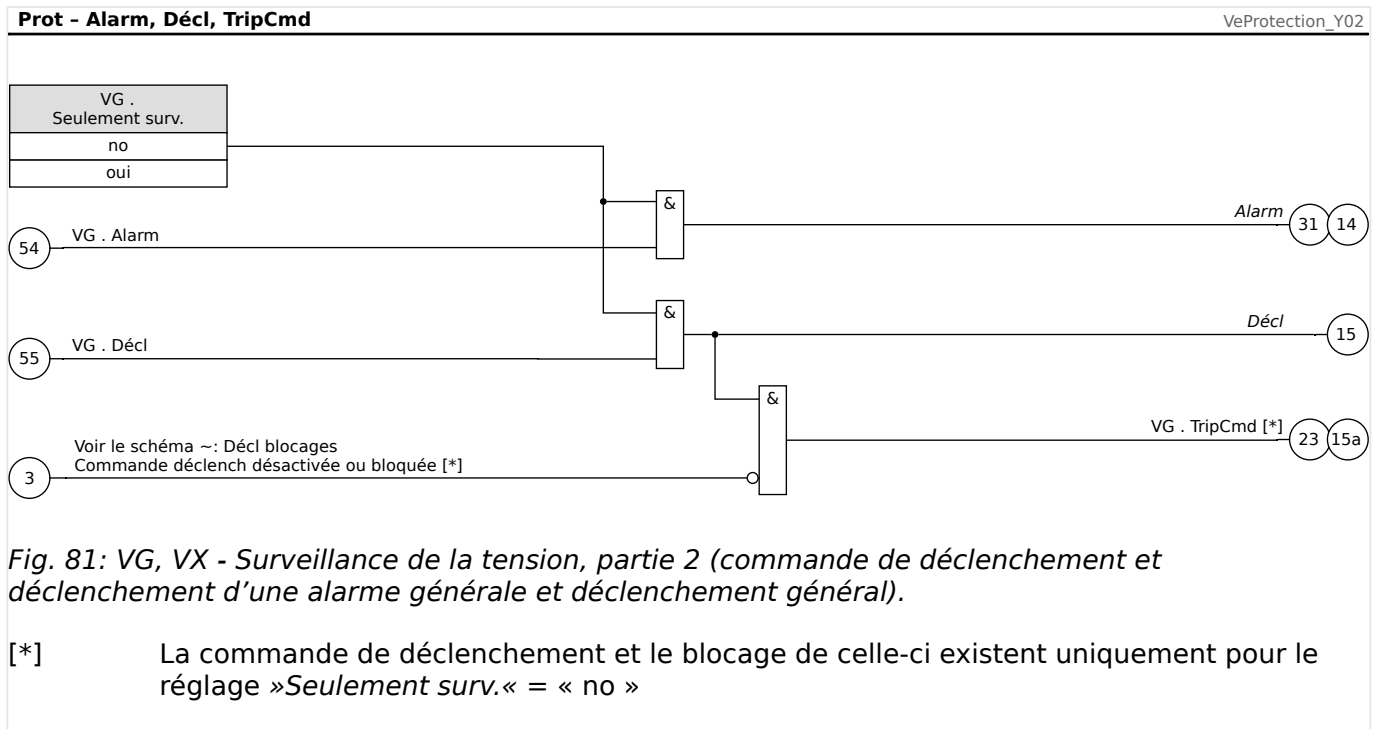 Prot – Alarm, Décl, TripCmd
VeProtection_Y02
VG .
Seulement surv.
no
oui
&
Alarm
31
14
54
VG . Alarm
&
Décl
15
55
VG . Décl
&
VG . TripCmd [*]
23
15a
Voir le schéma ~: Décl blocages
Commande déclench désactivée ou bloquée [*]
3
Fig. 81: VG, VX - Surveillance de la tension, partie 2 (commande de déclenchement et
déclenchement d’une alarme générale et déclenchement général).
[*] La commande de déclenchement et le blocage de celle-ci existent uniquement pour le
réglage »Seulement surv.« = « no »